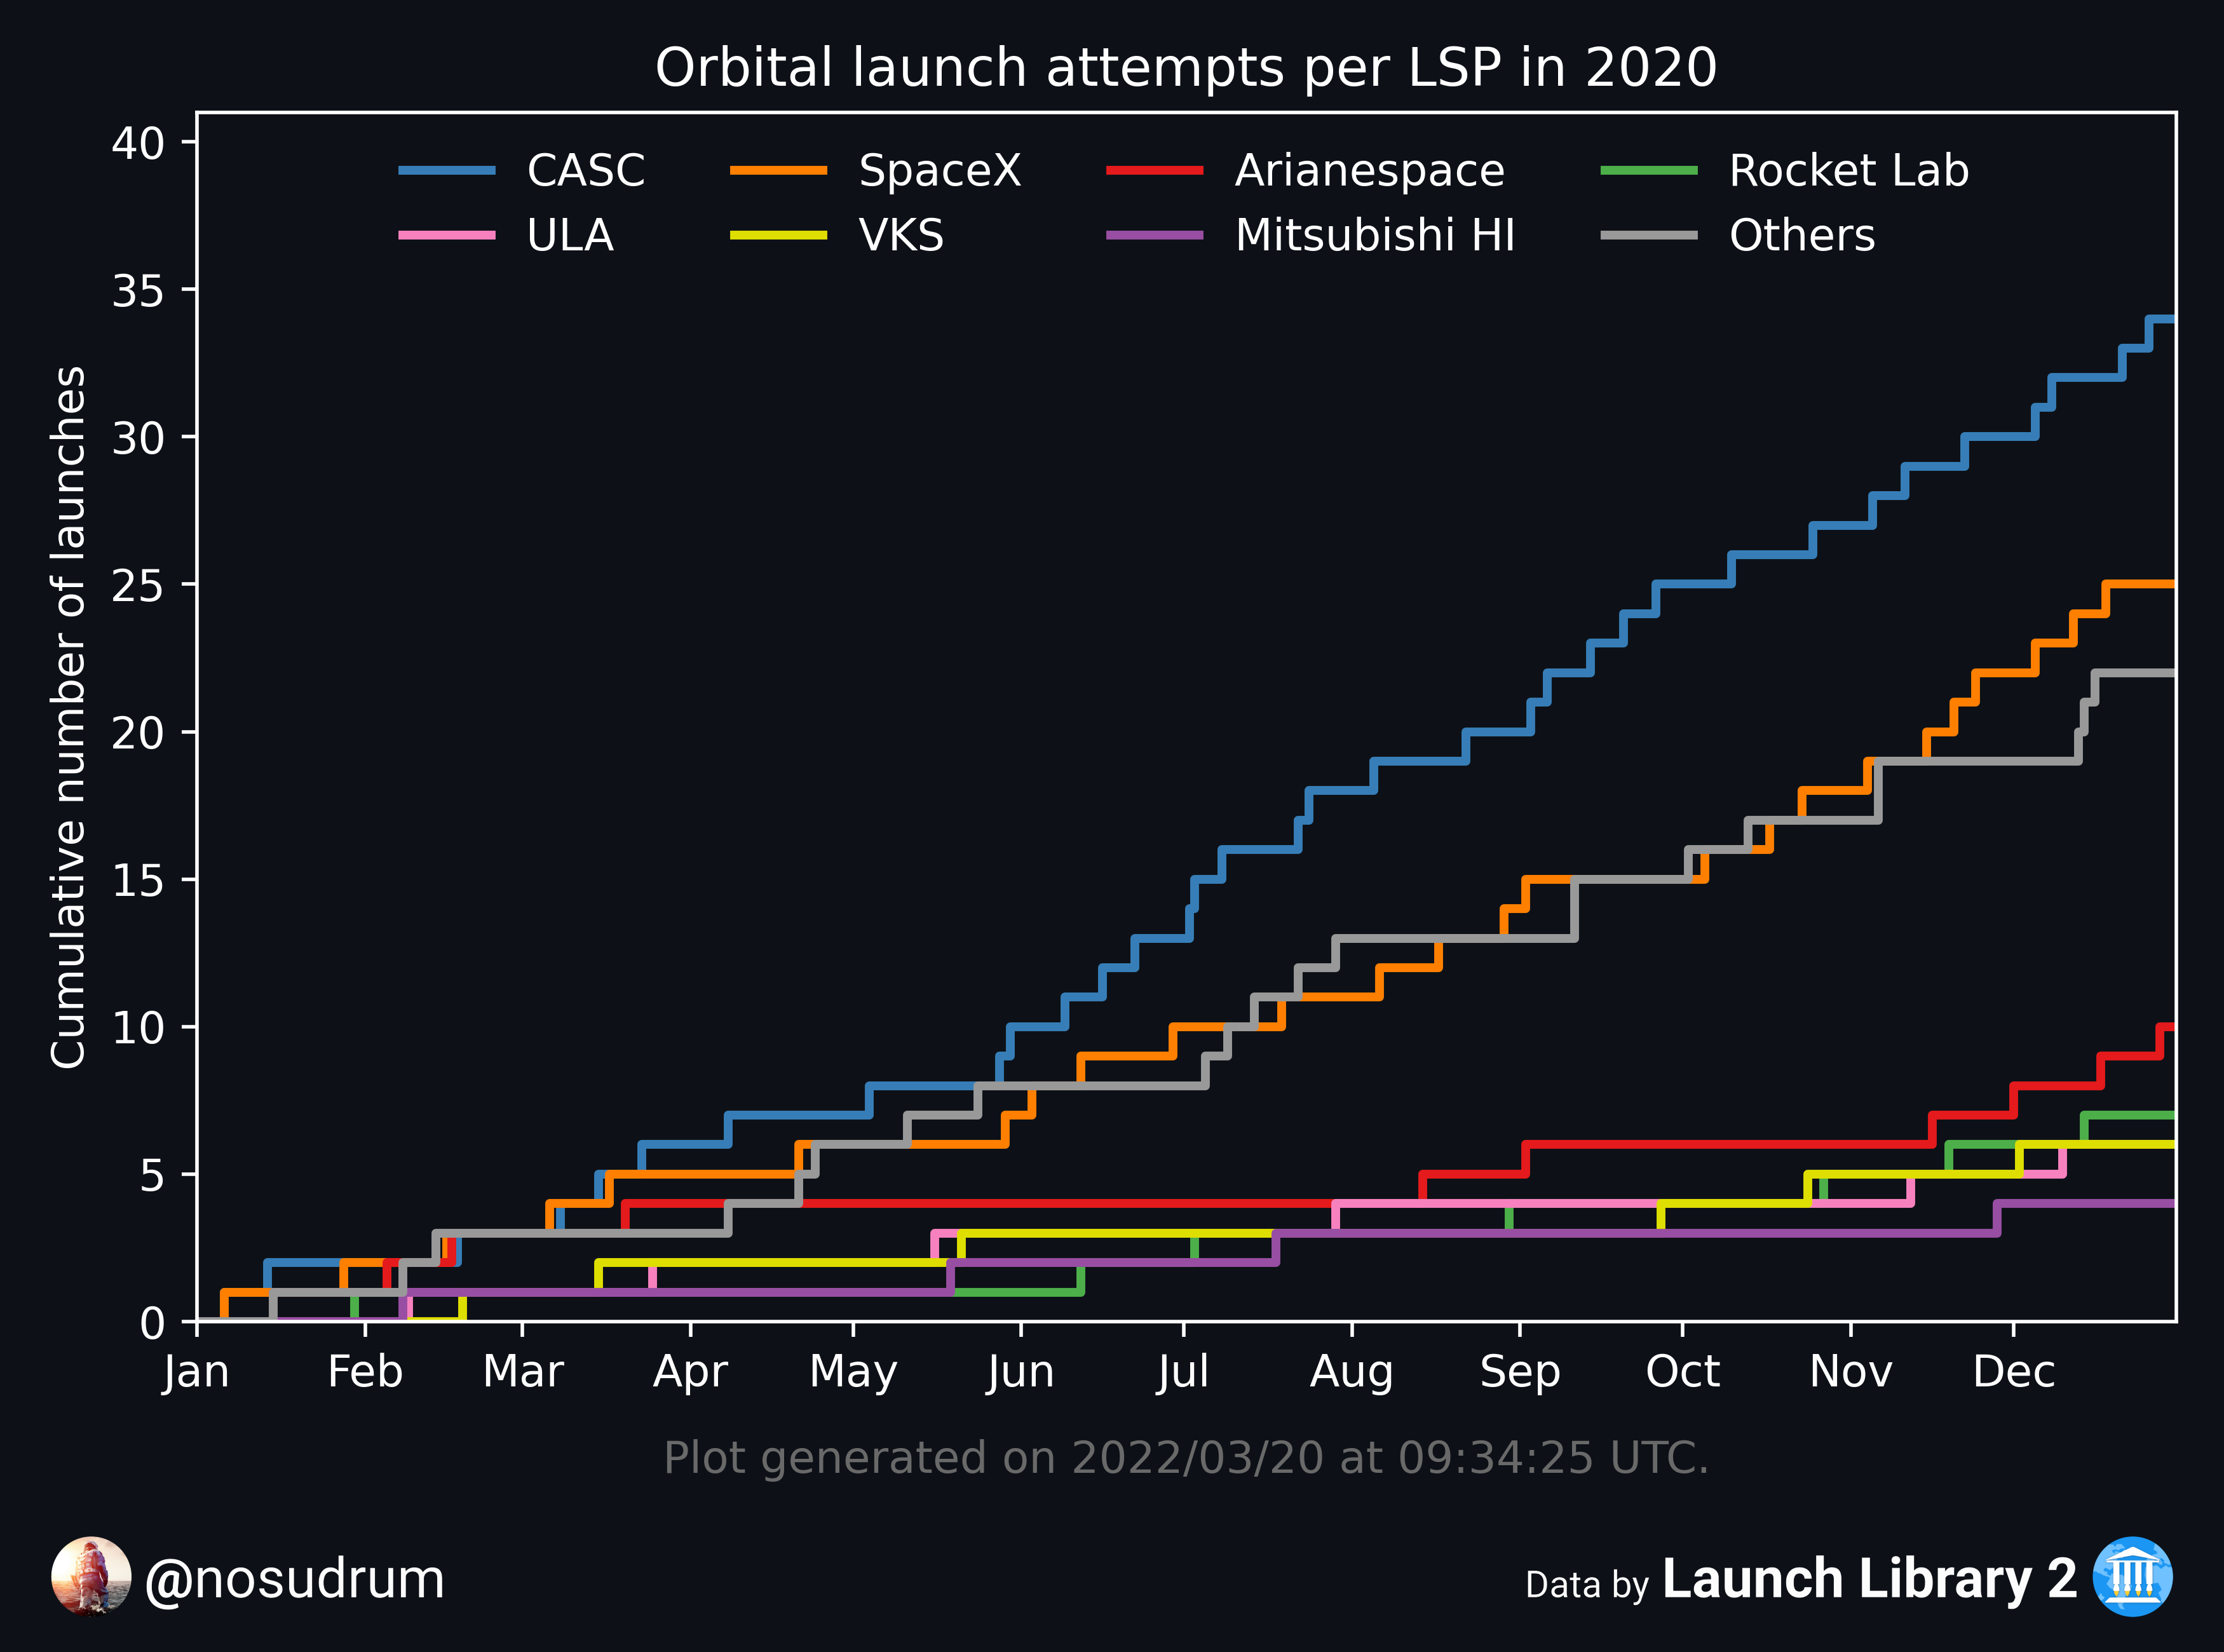 Orbital launch attempts per LSP in 2020
CASC SpaceX Arianespace Rocket Lab
ULA VKS Mitsubishi HI Others
Cumulative number of launches
40
35
30
25
20
15
10
5
0
Jan Feb Mar Apr May Jun Jul Aug Sep Oct Nov Dec
Plot generated on 2022/03/20 at 09:34:25 UTC.
@nosudrum
Data by Launch Library 2